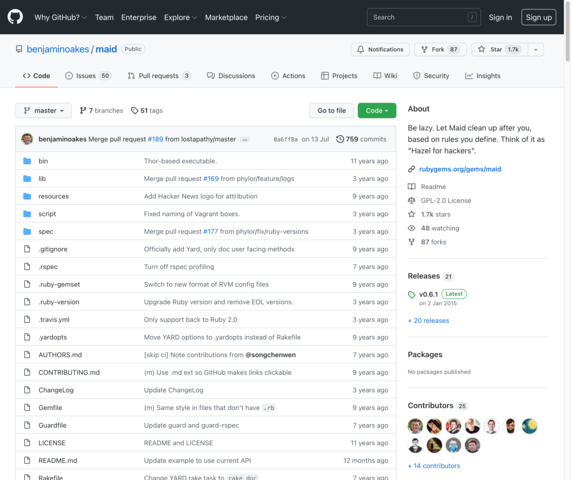 Why GitHub? Team Enterprise Explore Marketplace Pricing Search / Sign in Sign up
benjaminoakes / maid Public Notifications Fork 87 Star 1.7k
Code Issues 50 Pull requests 3 Discussions Actions Projects Wiki Security Insights
master 7 branches 51 tags Go to file Code
benjaminoakes Merge pull request #189 from lostapathy/master ... 0a6ff8a on 13 Jul 759 commits
bin Thor-based executable. 11 years ago
lib Merge pull request #169 from phylor/feature/logs 3 years ago
resources Add Hacker News logo for attribution 9 years ago
script Fixed naming of Vagrant boxes. 3 years ago
spec Merge pull request #177 from phylor/fix/ruby-versions 3 years ago
.gitignore Officially add Yard, only doc user facing methods 9 years ago
.rspec Turn off rspec profiling 7 years ago
.ruby-gemset Switch to new format of RVM config files 9 years ago
.ruby-version Upgrade Ruby version and remove EOL versions. 3 years ago
.travis.yml Only support back to Ruby 2.0 3 years ago
.yardopts Move YARD options to .yardopts instead of Rakefile 9 years ago
AUTHORS.md [skip ci] Note contributions from @songchenwen 7 years ago
CONTRIBUTING.md (m) Use .md ext so GitHub makes links clickable 9 years ago
ChangeLog Update ChangeLog 3 years ago
Gemfile (m) Same style in files that don't have .rb 9 years ago
Guardfile Update guard and guard-rspec 7 years ago
LICENSE README and LICENSE 11 years ago
README.md Update example to use current API 12 months ago
Rakefile Change YARD rake task to rake doc 7 years ago
About
Be lazy. Let Maid clean up after you,
based on rules you define. Think of it as
"Hazel for hackers".
rubygems.org/gems/maid
Readme
GPL-2.0 License
1.7k stars
48 watching
87 forks
Releases 21
v0.6.1 Latest
on 2 Jan 2015
+ 20 releases
Packages
No packages published
Contributors 25
+ 14 contributors